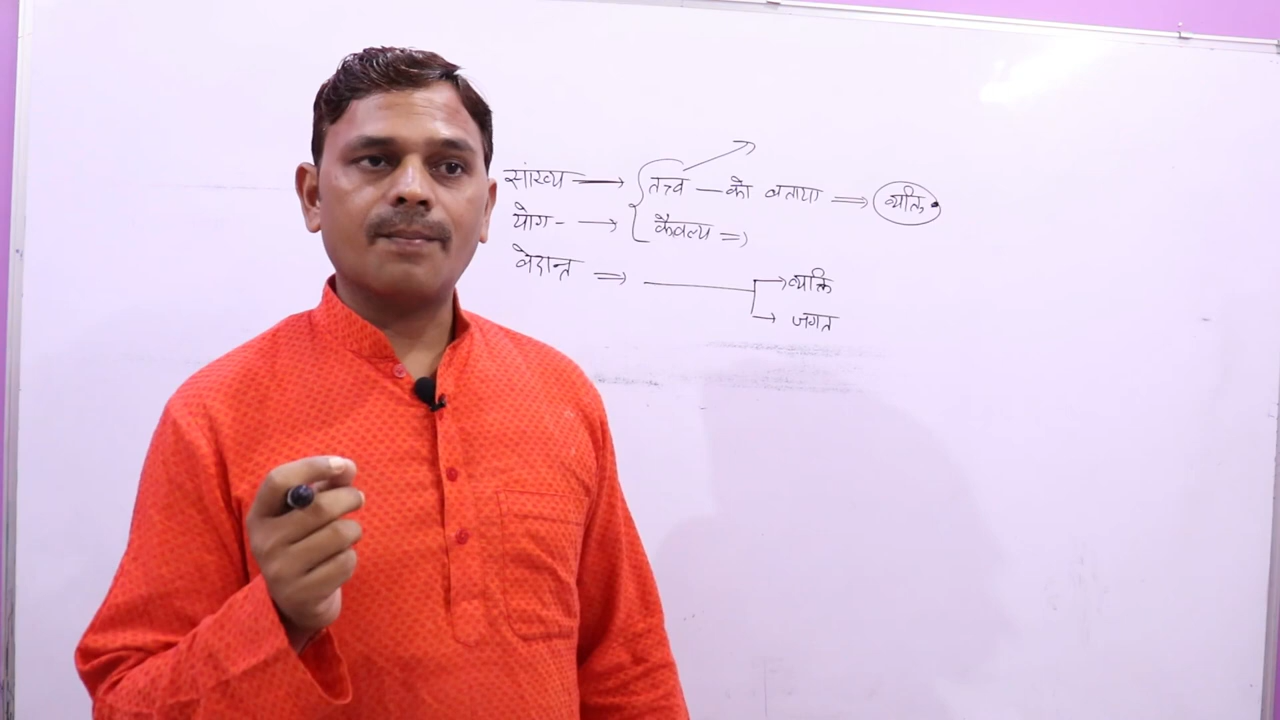 सांख्य → तत्त्व — को बताया ⇒ व्यक्ति
योग - → कैवल्य ⇒
वेदान्त ⇒ → व्यक्ति
→ जगत